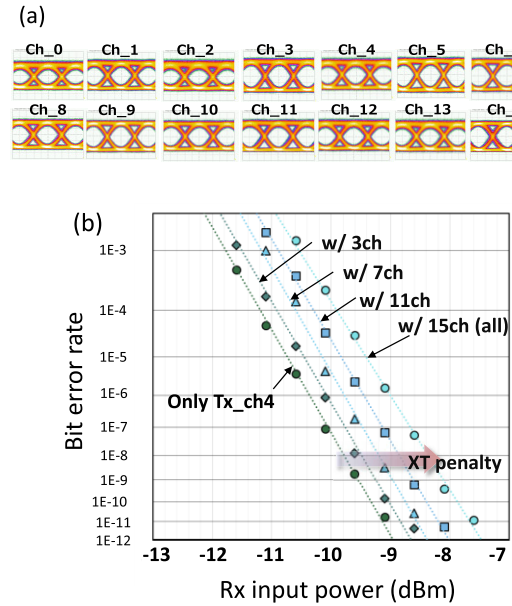 (a)
Ch_0 Ch_1 Ch_2 Ch_3 Ch_4 Ch_5 Ch_
Ch_8 Ch_9 Ch_10 Ch_11 Ch_12 Ch_13 Ch_
(b)
Bit error rate
1E-3
1E-4
1E-5
1E-6
1E-7
1E-8
1E-9
1E-10
1E-11
1E-12
w/ 3ch
w/ 7ch
w/ 11ch
w/ 15ch (all)
Only Tx_ch4
XT penalty
-13 -12 -11 -10 -9 -8 -7
Rx input power (dBm)